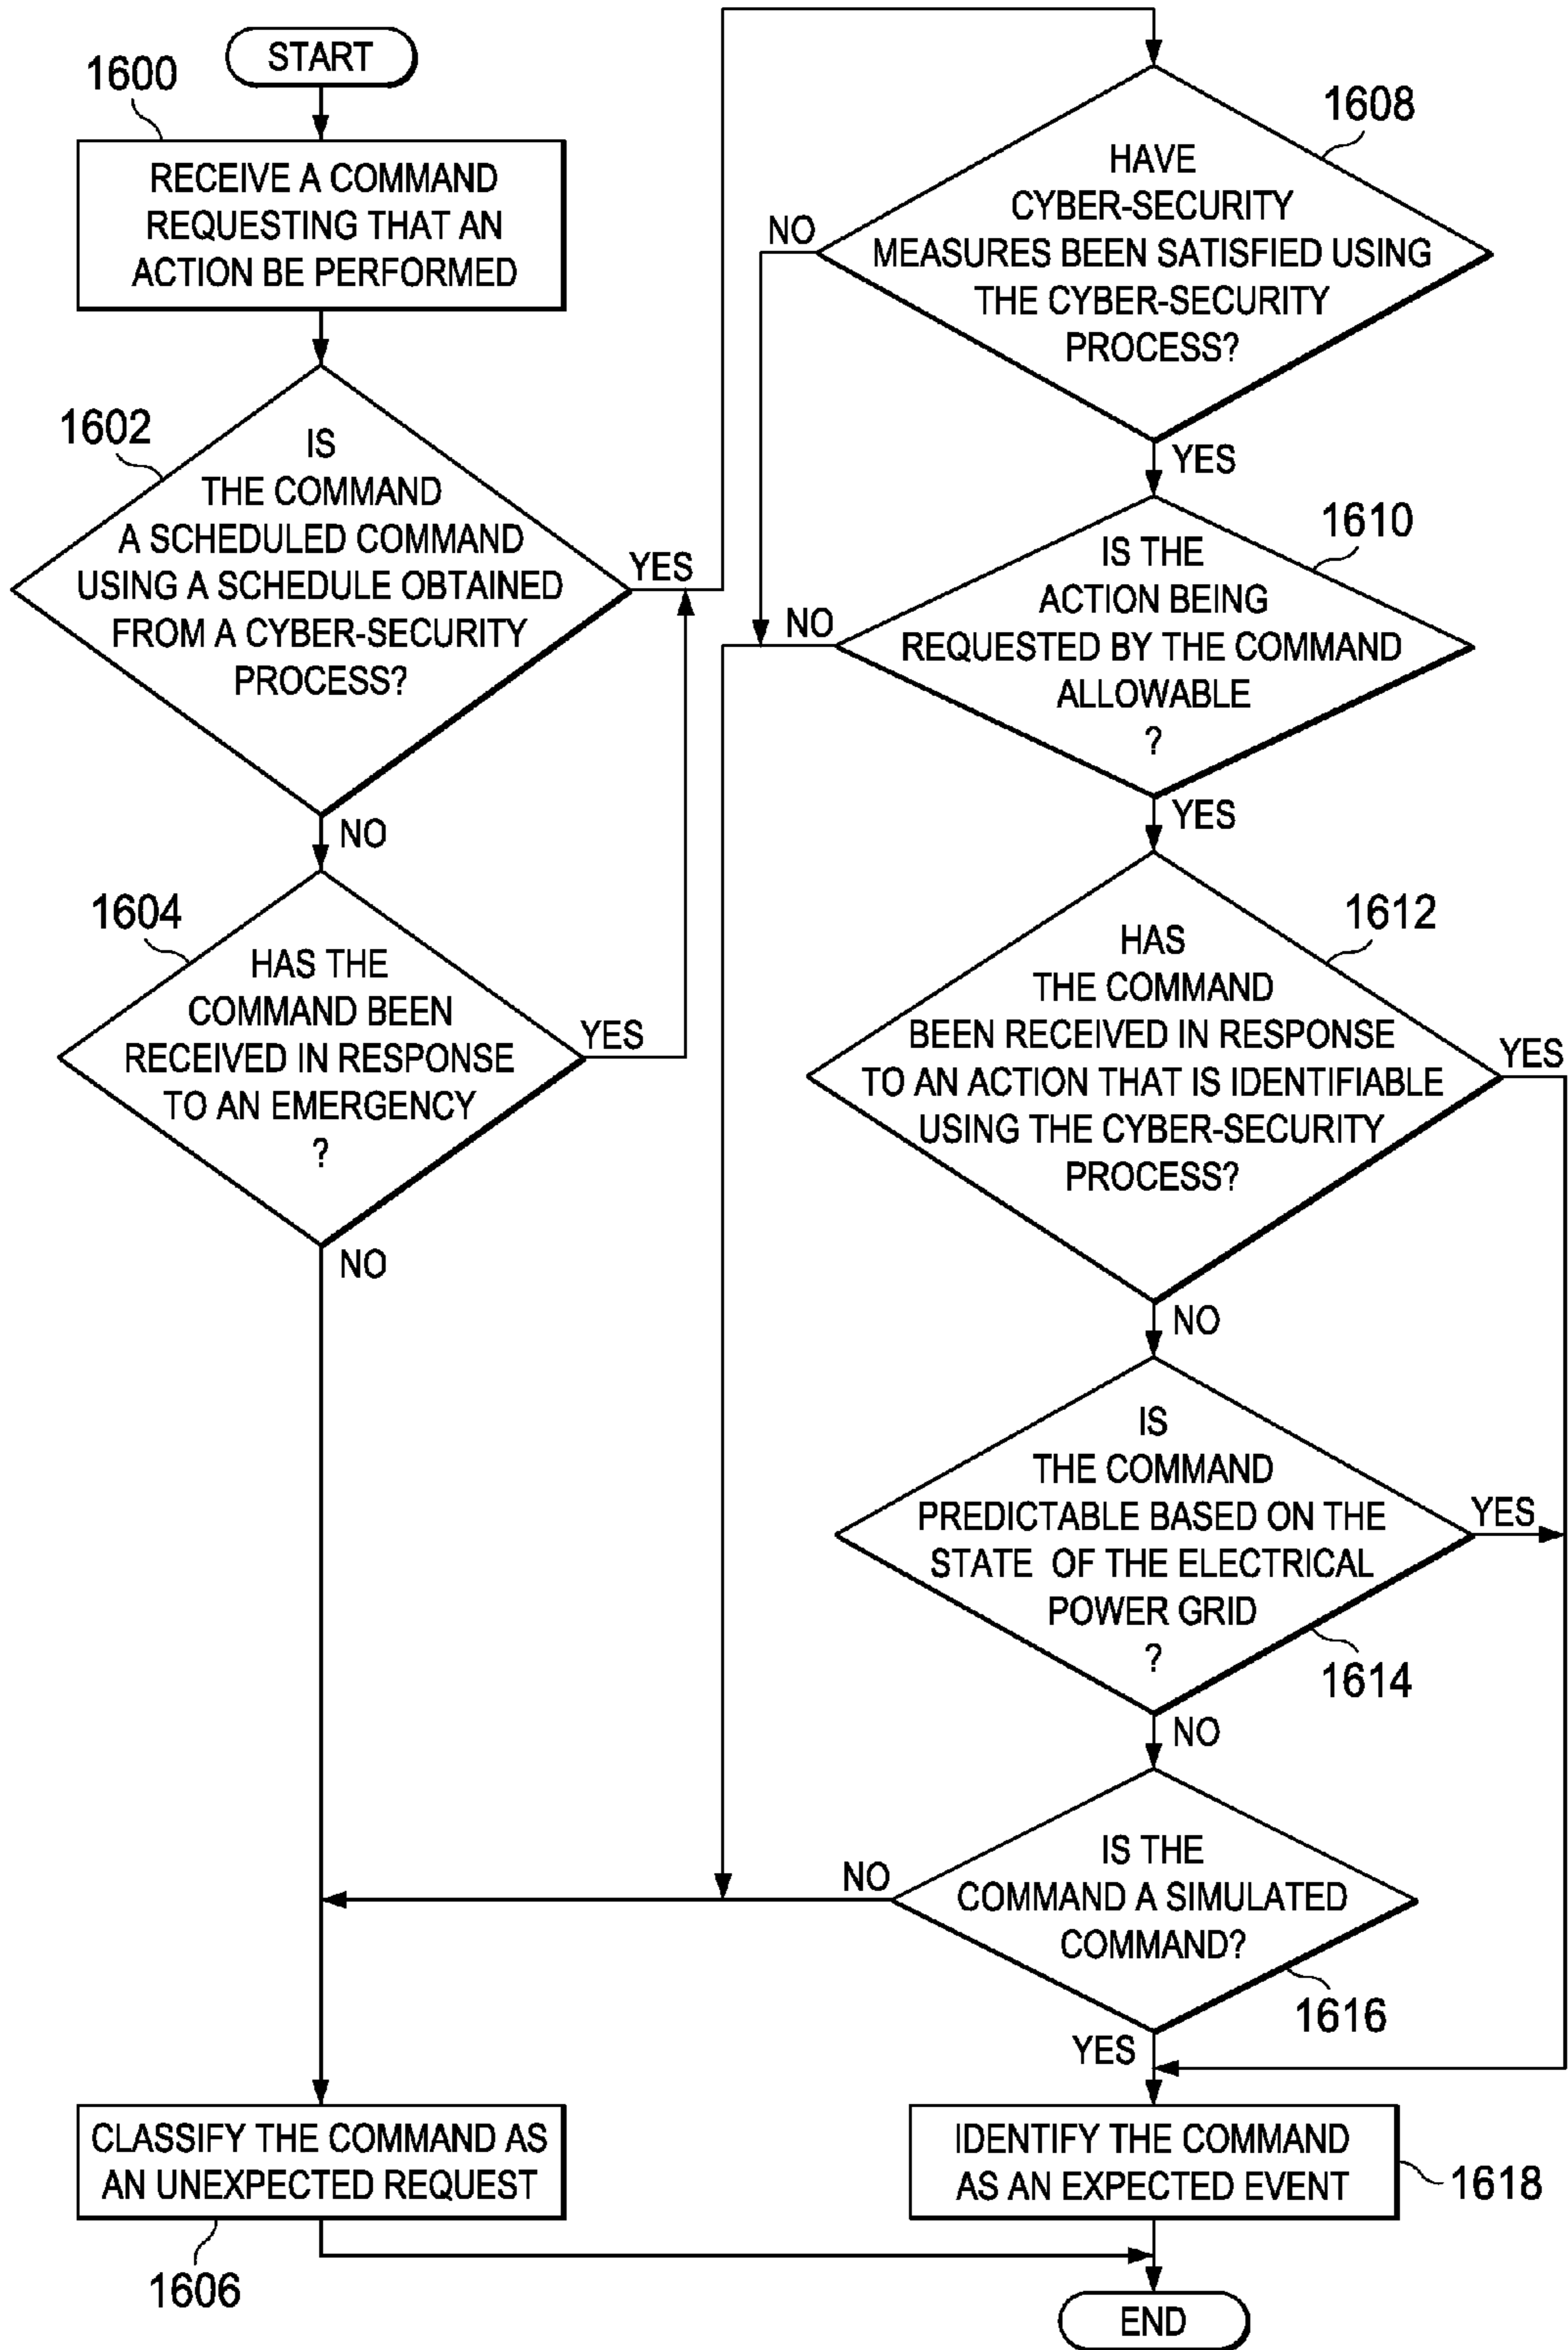 START
1600
RECEIVE A COMMAND
REQUESTING THAT AN
ACTION BE PERFORMED
1602
IS
THE COMMAND
A SCHEDULED COMMAND
USING A SCHEDULE OBTAINED
FROM A CYBER-SECURITY
PROCESS?
YES
NO
1604
HAS THE
COMMAND BEEN
RECEIVED IN RESPONSE
TO AN EMERGENCY
?
YES
NO
CLASSIFY THE COMMAND AS
AN UNEXPECTED REQUEST
1606
1608
HAVE
CYBER-SECURITY
MEASURES BEEN SATISFIED USING
THE CYBER-SECURITY
PROCESS?
NO
YES
1610
IS THE
ACTION BEING
REQUESTED BY THE COMMAND
ALLOWABLE
?
NO
YES
1612
HAS
THE COMMAND
BEEN RECEIVED IN RESPONSE
TO AN ACTION THAT IS IDENTIFIABLE
USING THE CYBER-SECURITY
PROCESS?
YES
NO
IS
THE COMMAND
PREDICTABLE BASED ON THE
STATE OF THE ELECTRICAL
POWER GRID
?
YES
1614
NO
IS THE
COMMAND A SIMULATED
COMMAND?
NO
1616
YES
IDENTIFY THE COMMAND
AS AN EXPECTED EVENT
1618
END